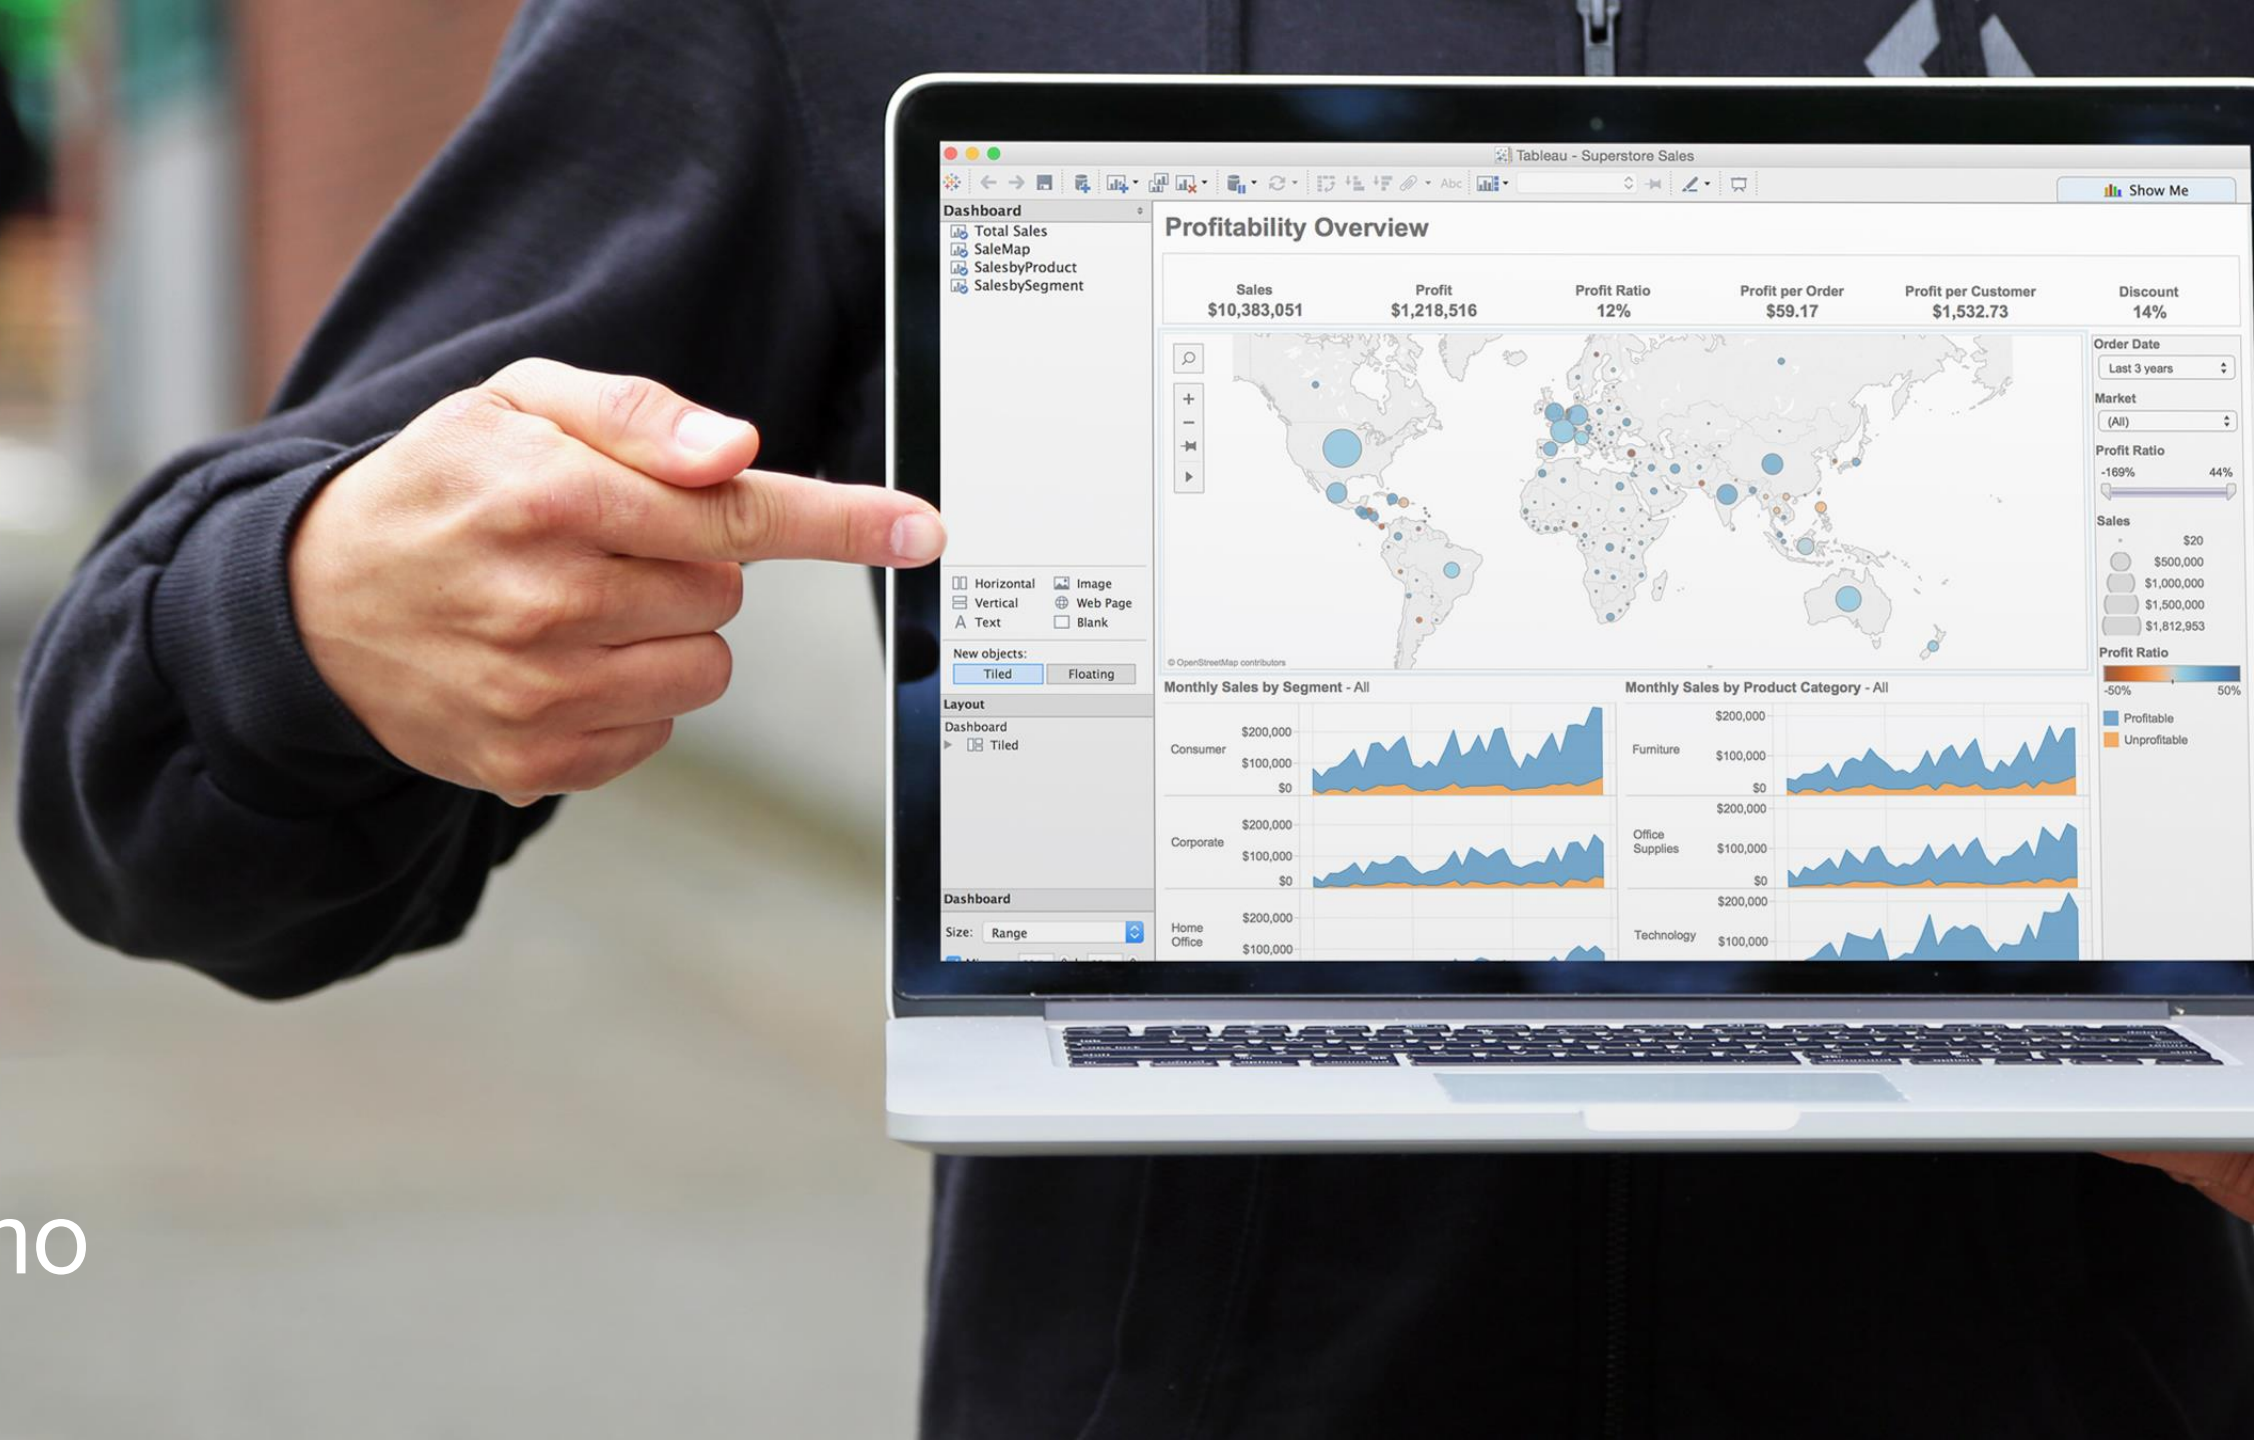 Tableau - Superstore Sales
Abc
Show Me
Dashboard
Total Sales
SaleMap
SalesbyProduct
SalesbySegment
Profitability Overview
Sales Profit Profit Ratio Profit per Order Profit per Customer Discount
$10,383,051 $1,218,516 12% $59.17 $1,532.73 14%
Order Date
Last 3 years
Market
(All)
Profit Ratio
-169% 44%
Sales
$20
$500,000
$1,000,000
$1,500,000
$1,812,953
Profit Ratio
-50% 50%
Profitable
Unprofitable
© OpenStreetMap contributors
Horizontal Image
Vertical Web Page
A Text Blank
New objects:
Tiled Floating
Layout
Dashboard
Tiled
Dashboard
Size: Range
Monthly Sales by Segment - All
Consumer
$200,000
$100,000
$0
Corporate
$200,000
$100,000
$0
Home
Office
$200,000
$100,000
Monthly Sales by Product Category - All
Furniture
$200,000
$100,000
$0
Office
Supplies
$200,000
$100,000
$0
Technology
$200,000
$100,000
no